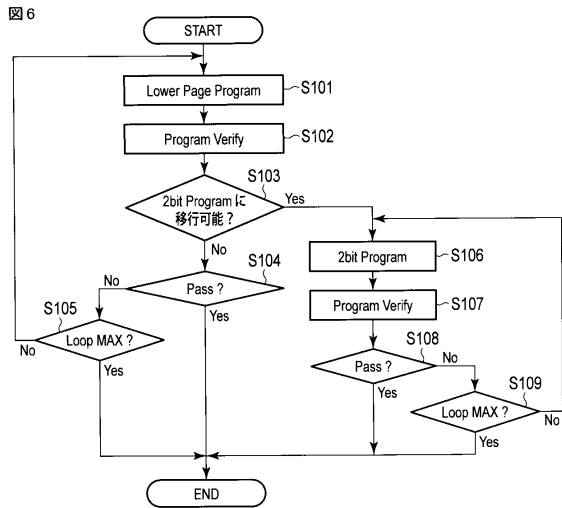 図6
START
Lower Page Program
S101
Program Verify
S102
S103
2bit Programに
移行可能？
Yes
No
2bit Program
S106
S104
Pass ?
No
Yes
Program Verify
S107
S105
Loop MAX ?
No
Yes
S108
Pass ?
No
Yes
S109
Loop MAX ?
No
Yes
END